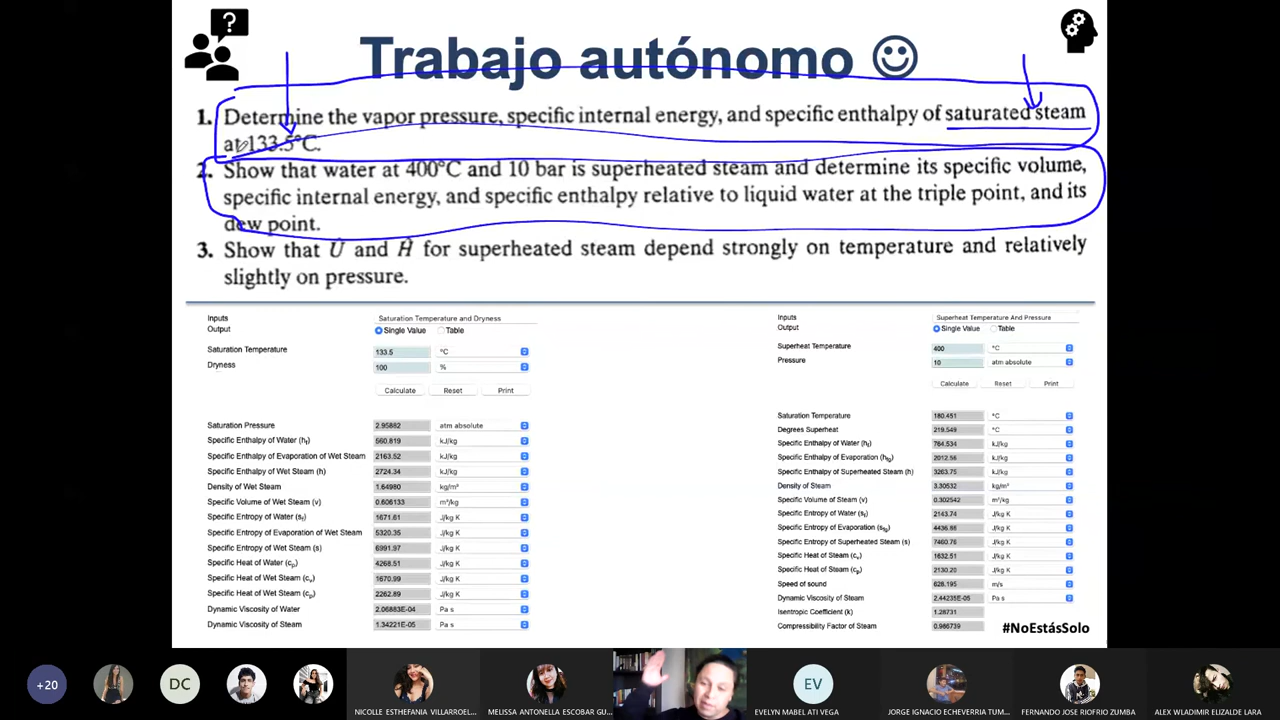 ?
Trabajo autónomo
1. Determine the vapor pressure, specific internal energy, and specific enthalpy of saturated steam
at 133.5°C.
2. Show that water at 400°C and 10 bar is superheated steam and determine its specific volume,
specific internal energy, and specific enthalpy relative to liquid water at the triple point, and its
dew point.
3. Show that Û and Ĥ for superheated steam depend strongly on temperature and relatively
slightly on pressure.
Inputs Saturation Temperature and Dryness
Output Single Value Table
Saturation Temperature 133.5 °C
Dryness 100 %
Calculate Reset Print
Saturation Pressure 2.95882 atm absolute
Specific Enthalpy of Water (hf) 560.819 kJ/kg
Specific Enthalpy of Evaporation of Wet Steam 2163.52 kJ/kg
Specific Enthalpy of Wet Steam (h) 2724.34 kJ/kg
Density of Wet Steam 1.64980 kg/m³
Specific Volume of Wet Steam (v) 0.606133 m³/kg
Specific Entropy of Water (sf) 1671.61 J/kg K
Specific Entropy of Evaporation of Wet Steam 5320.35 J/kg K
Specific Entropy of Wet Steam (s) 6991.97 J/kg K
Specific Heat of Water (cp) 4268.51 J/kg K
Specific Heat of Wet Steam (cv) 1670.99 J/kg K
Specific Heat of Wet Steam (cp) 2262.89 J/kg K
Dynamic Viscosity of Water 2.06883E-04 Pa s
Dynamic Viscosity of Steam 1.34221E-05 Pa s
Inputs Superheat Temperature And Pressure
Output Single Value Table
Superheat Temperature 400 °C
Pressure 10 atm absolute
Calculate Reset Print
Saturation Temperature 180.451 °C
Degrees Superheat 219.549 °C
Specific Enthalpy of Water (hf) 764.534 kJ/kg
Specific Enthalpy of Evaporation (hfg) 2012.56 kJ/kg
Specific Enthalpy of Superheated Steam (h) 3263.75 kJ/kg
Density of Steam 3.30532 kg/m³
Specific Volume of Steam (v) 0.302542 m³/kg
Specific Entropy of Water (sf) 2143.74 J/kg K
Specific Entropy of Evaporation (sfg) 4436.88 J/kg K
Specific Entropy of Superheated Steam (s) 7460.76 J/kg K
Specific Heat of Steam (cv) 1632.51 J/kg K
Specific Heat of Steam (cp) 2130.20 J/kg K
Speed of sound 628.195 m/s
Dynamic Viscosity of Steam 2.44235E-05 Pa s
Isentropic Coefficient (k) 1.28731
Compressibility Factor of Steam 0.986739
#NoEstásSolo
+20 DC EV
NICOLLE ESTHEFANIA VILLARROEL... MELISSA ANTONELLA ESCOBAR GU... EVELYN MABEL ATI VEGA JORGE IGNACIO ECHEVERRIA TUM... FERNANDO JOSE RIOFRIO ZUMBA ALEX WLADIMIR ELIZALDE LARA